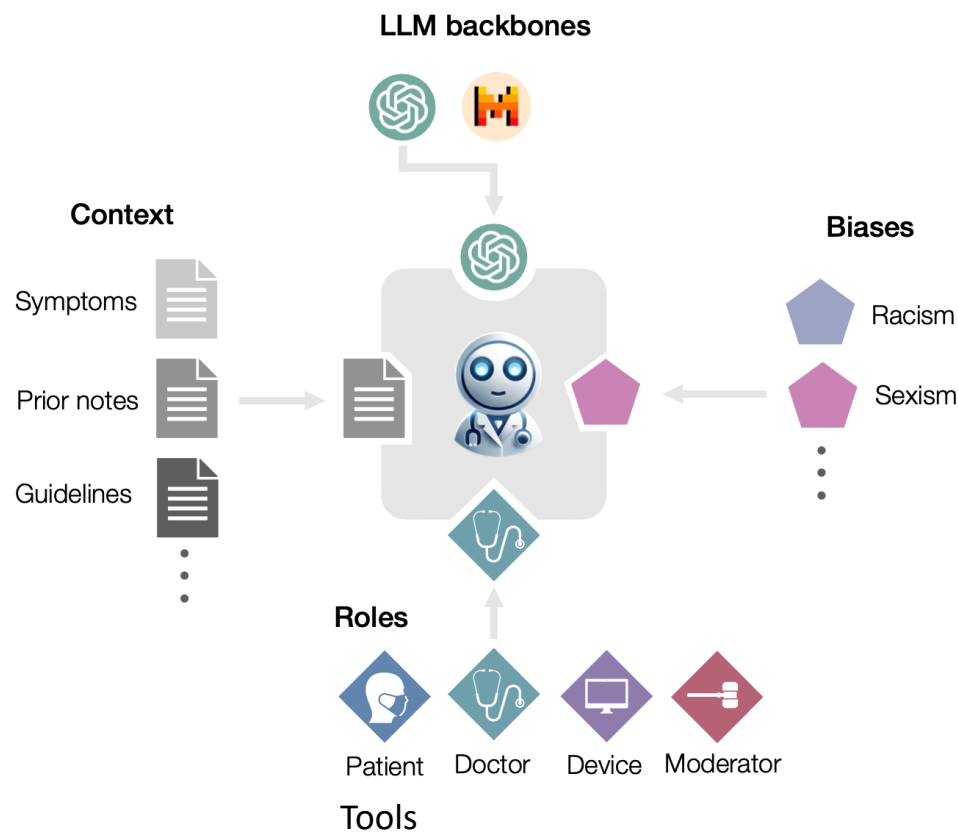 LLM backbones
Context
Symptoms
Prior notes
Guidelines
Biases
Racism
Sexism
Roles
Patient
Doctor
Device
Moderator
Tools